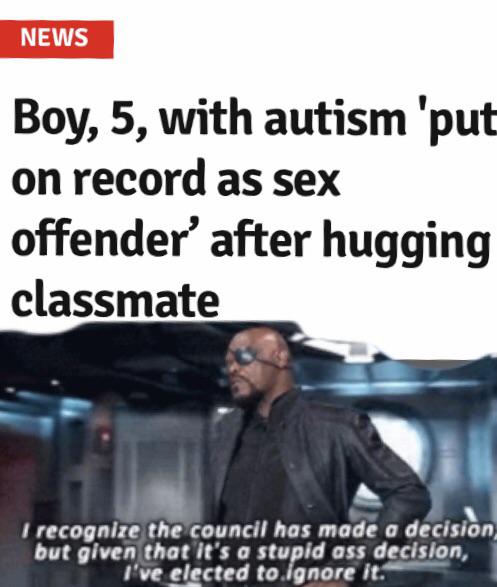 NEWS
Boy, 5, with autism 'put
on record as sex
offender’ after hugging
classmate
I recognize the council has made a decision,
but given that it's a stupid ass decision,
I've elected to ignore it.